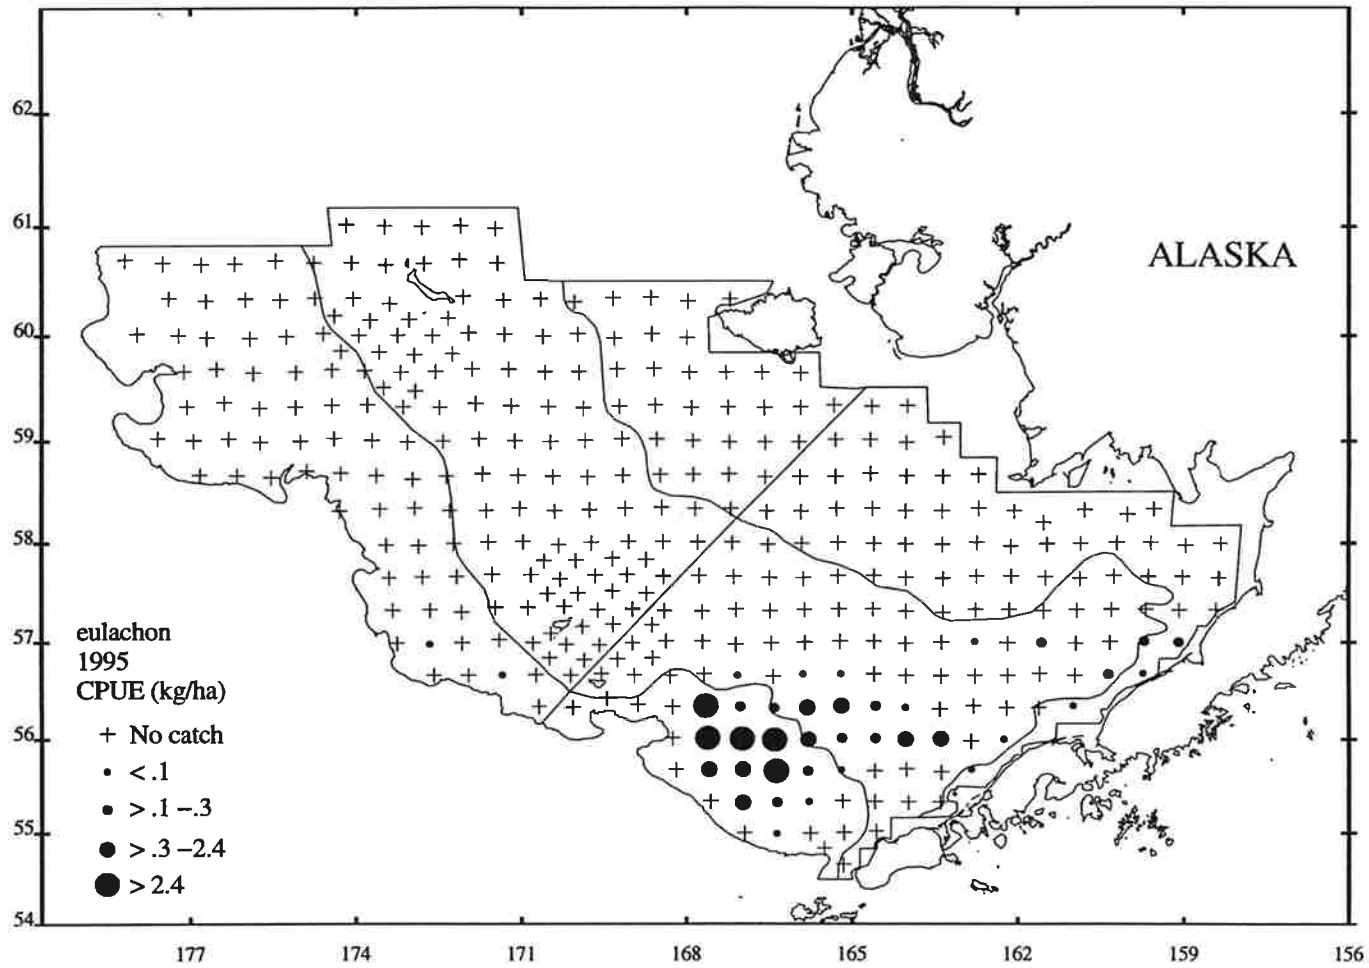 62
61
ALASKA
60
59
58
57
eulachon
1995
CPUE (kg/ha)
56
+ No catch
< .1
> .1 – .3
55
> .3 – 2.4
> 2.4
54
177 174 171 168 165 162 159 156